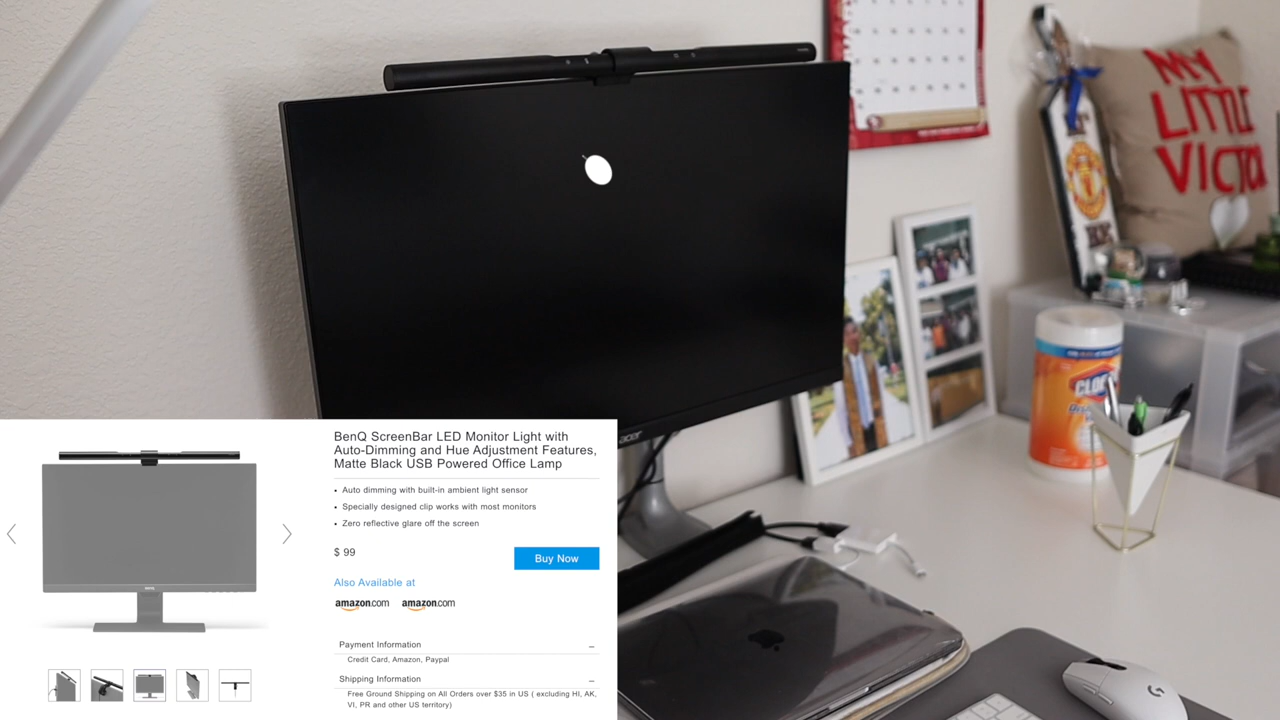 MY
LITTLE
VICTOR
acer
BenQ ScreenBar LED Monitor Light with
Auto-Dimming and Hue Adjustment Features,
Matte Black USB Powered Office Lamp
• Auto dimming with built-in ambient light sensor
• Specially designed clip works with most monitors
• Zero reflective glare off the screen
$ 99
Buy Now
Also Available at
amazon.com amazon.com
Payment Information
Credit Card, Amazon, Paypal
Shipping Information
Free Ground Shipping on All Orders over $35 in US ( excluding HI, AK,
VI, PR and other US territory)